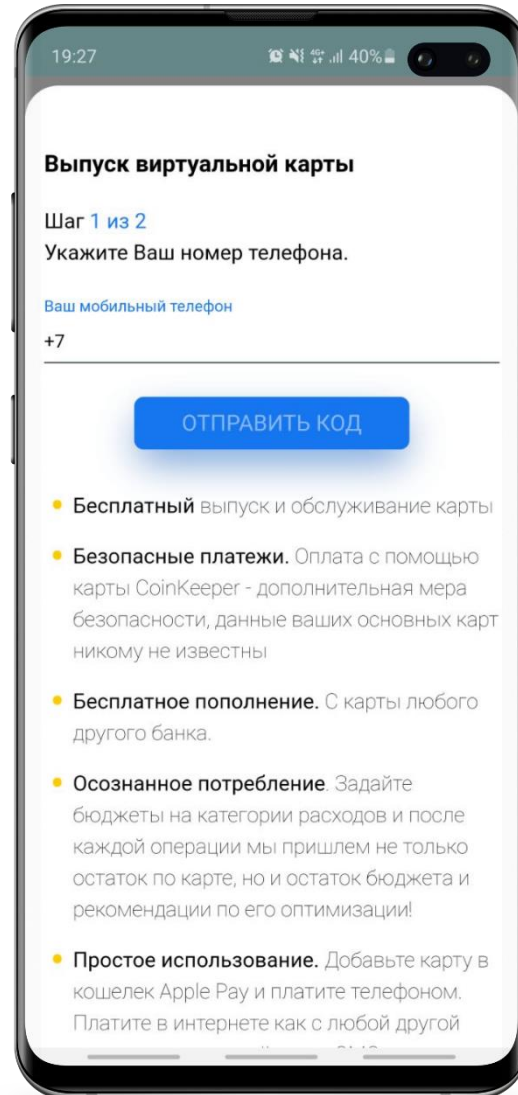 19:27
4G+
40%
Выпуск виртуальной карты
Шаг 1 из 2
Укажите Ваш номер телефона.
Ваш мобильный телефон
+7
ОТПРАВИТЬ КОД
Бесплатный выпуск и обслуживание карты
Безопасные платежи. Оплата с помощью
карты CoinKeeper - дополнительная мера
безопасности, данные ваших основных карт
никому не известны
Бесплатное пополнение. С карты любого
другого банка.
Осознанное потребление. Задайте
бюджеты на категории расходов и после
каждой операции мы пришлем не только
остаток по карте, но и остаток бюджета и
рекомендации по его оптимизации!
Простое использование. Добавьте карту в
кошелек Apple Pay и платите телефоном.
Платите в интернете как с любой другой